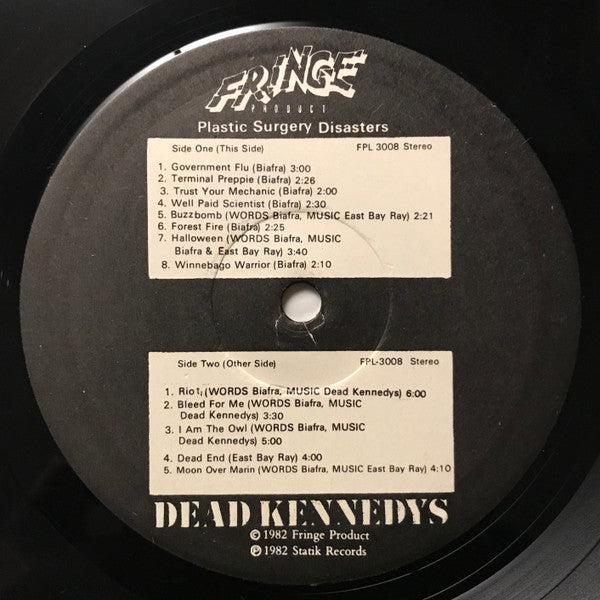 FRINGE
PRODUCT
Plastic Surgery Disasters
Side One (This Side) FPL 3008 Stereo
1. Government Flu (Biafra) 3:00
2. Terminal Preppie (Biafra) 2:26
3. Trust Your Mechanic (Biafra) 2:00
4. Well Paid Scientist (Biafra) 2:30
5. Buzzbomb (WORDS Biafra, MUSIC East Bay Ray) 2:21
6. Forest Fire (Biafra) 2:25
7. Halloween (WORDS Biafra, MUSIC
Biafra & East Bay Ray) 3:40
8. Winnebago Warrior (Biafra) 2:10
Side Two (Other Side) FPL-3008 Stereo
1. Riot; (WORDS Biafra, MUSIC Dead Kennedys) 6:00
2. Bleed For Me (WORDS Biafra, MUSIC
Dead Kennedys) 3:30
3. I Am The Owl (WORDS Biafra, MUSIC
Dead Kennedys) 5:00
4. Dead End (East Bay Ray) 4:00
5. Moon Over Marin (WORDS Biafra, MUSIC East Bay Ray) 4:10
DEAD KENNEDYS
© 1982 Fringe Product
℗ 1982 Statik Records